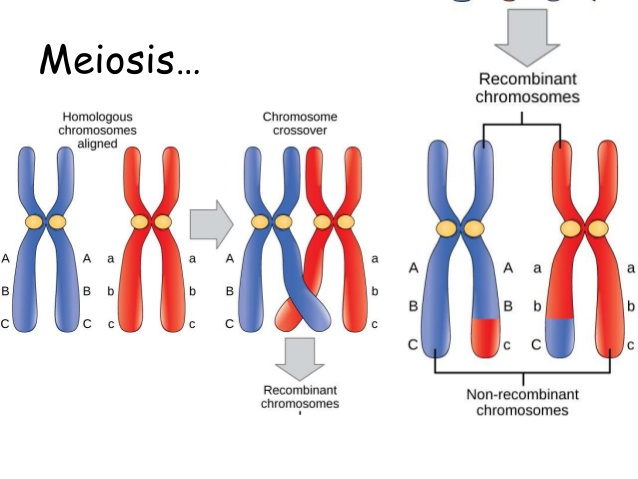 Meiosis…
Homologous
chromosomes
aligned
Chromosome
crossover
A A a a A a
B B b b B b
C C c c C c
Recombinant
chromosomes
Recombinant
chromosomes
A A a a
B B b b
C c C c
Non-recombinant
chromosomes